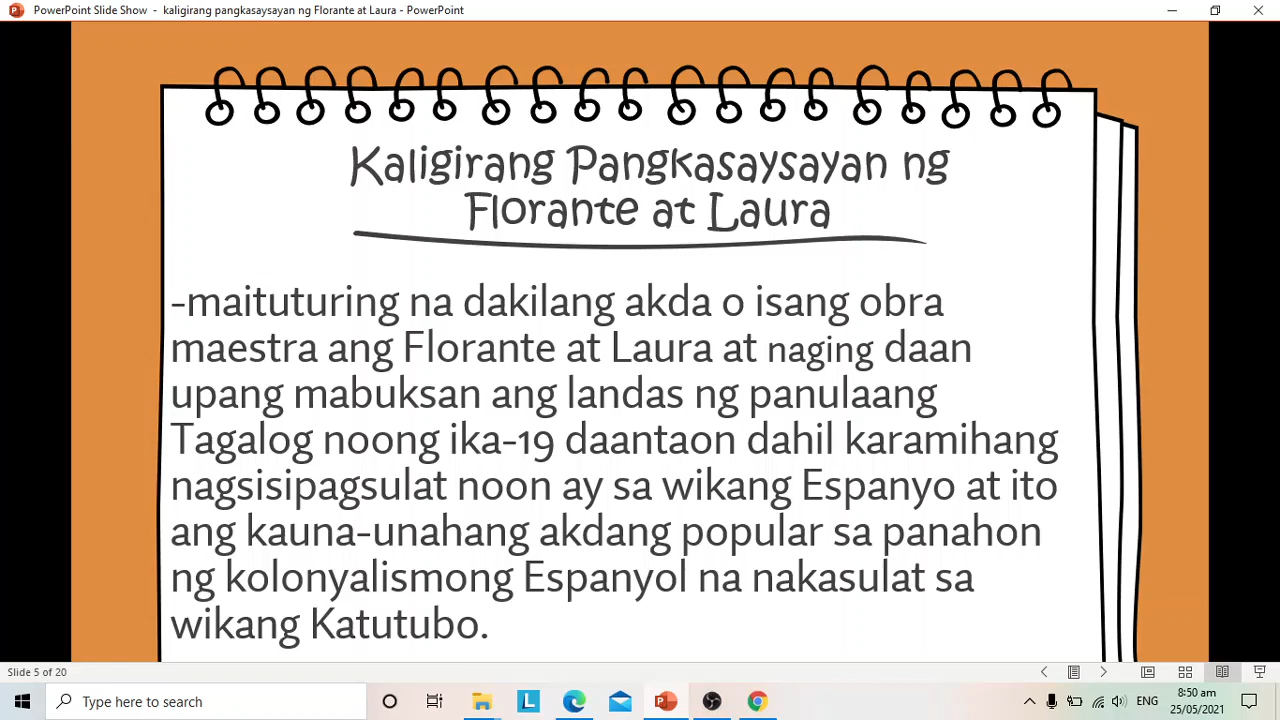 PowerPoint Slide Show - kaligirang pangkasaysayan ng Florante at Laura - PowerPoint
Kaligirang Pangkasaysayan ng
Florante at Laura
-maituturing na dakilang akda o isang obra
maestra ang Florante at Laura at naging daan
upang mabuksan ang landas ng panulaang
Tagalog noong ika-19 daantaon dahil karamihang
nagsisipagsulat noon ay sa wikang Espanyo at ito
ang kauna-unahang akdang popular sa panahon
ng kolonyalismong Espanyol na nakasulat sa
wikang Katutubo.
Slide 5 of 20
Type here to search
L
ENG
8:50 am
25/05/2021